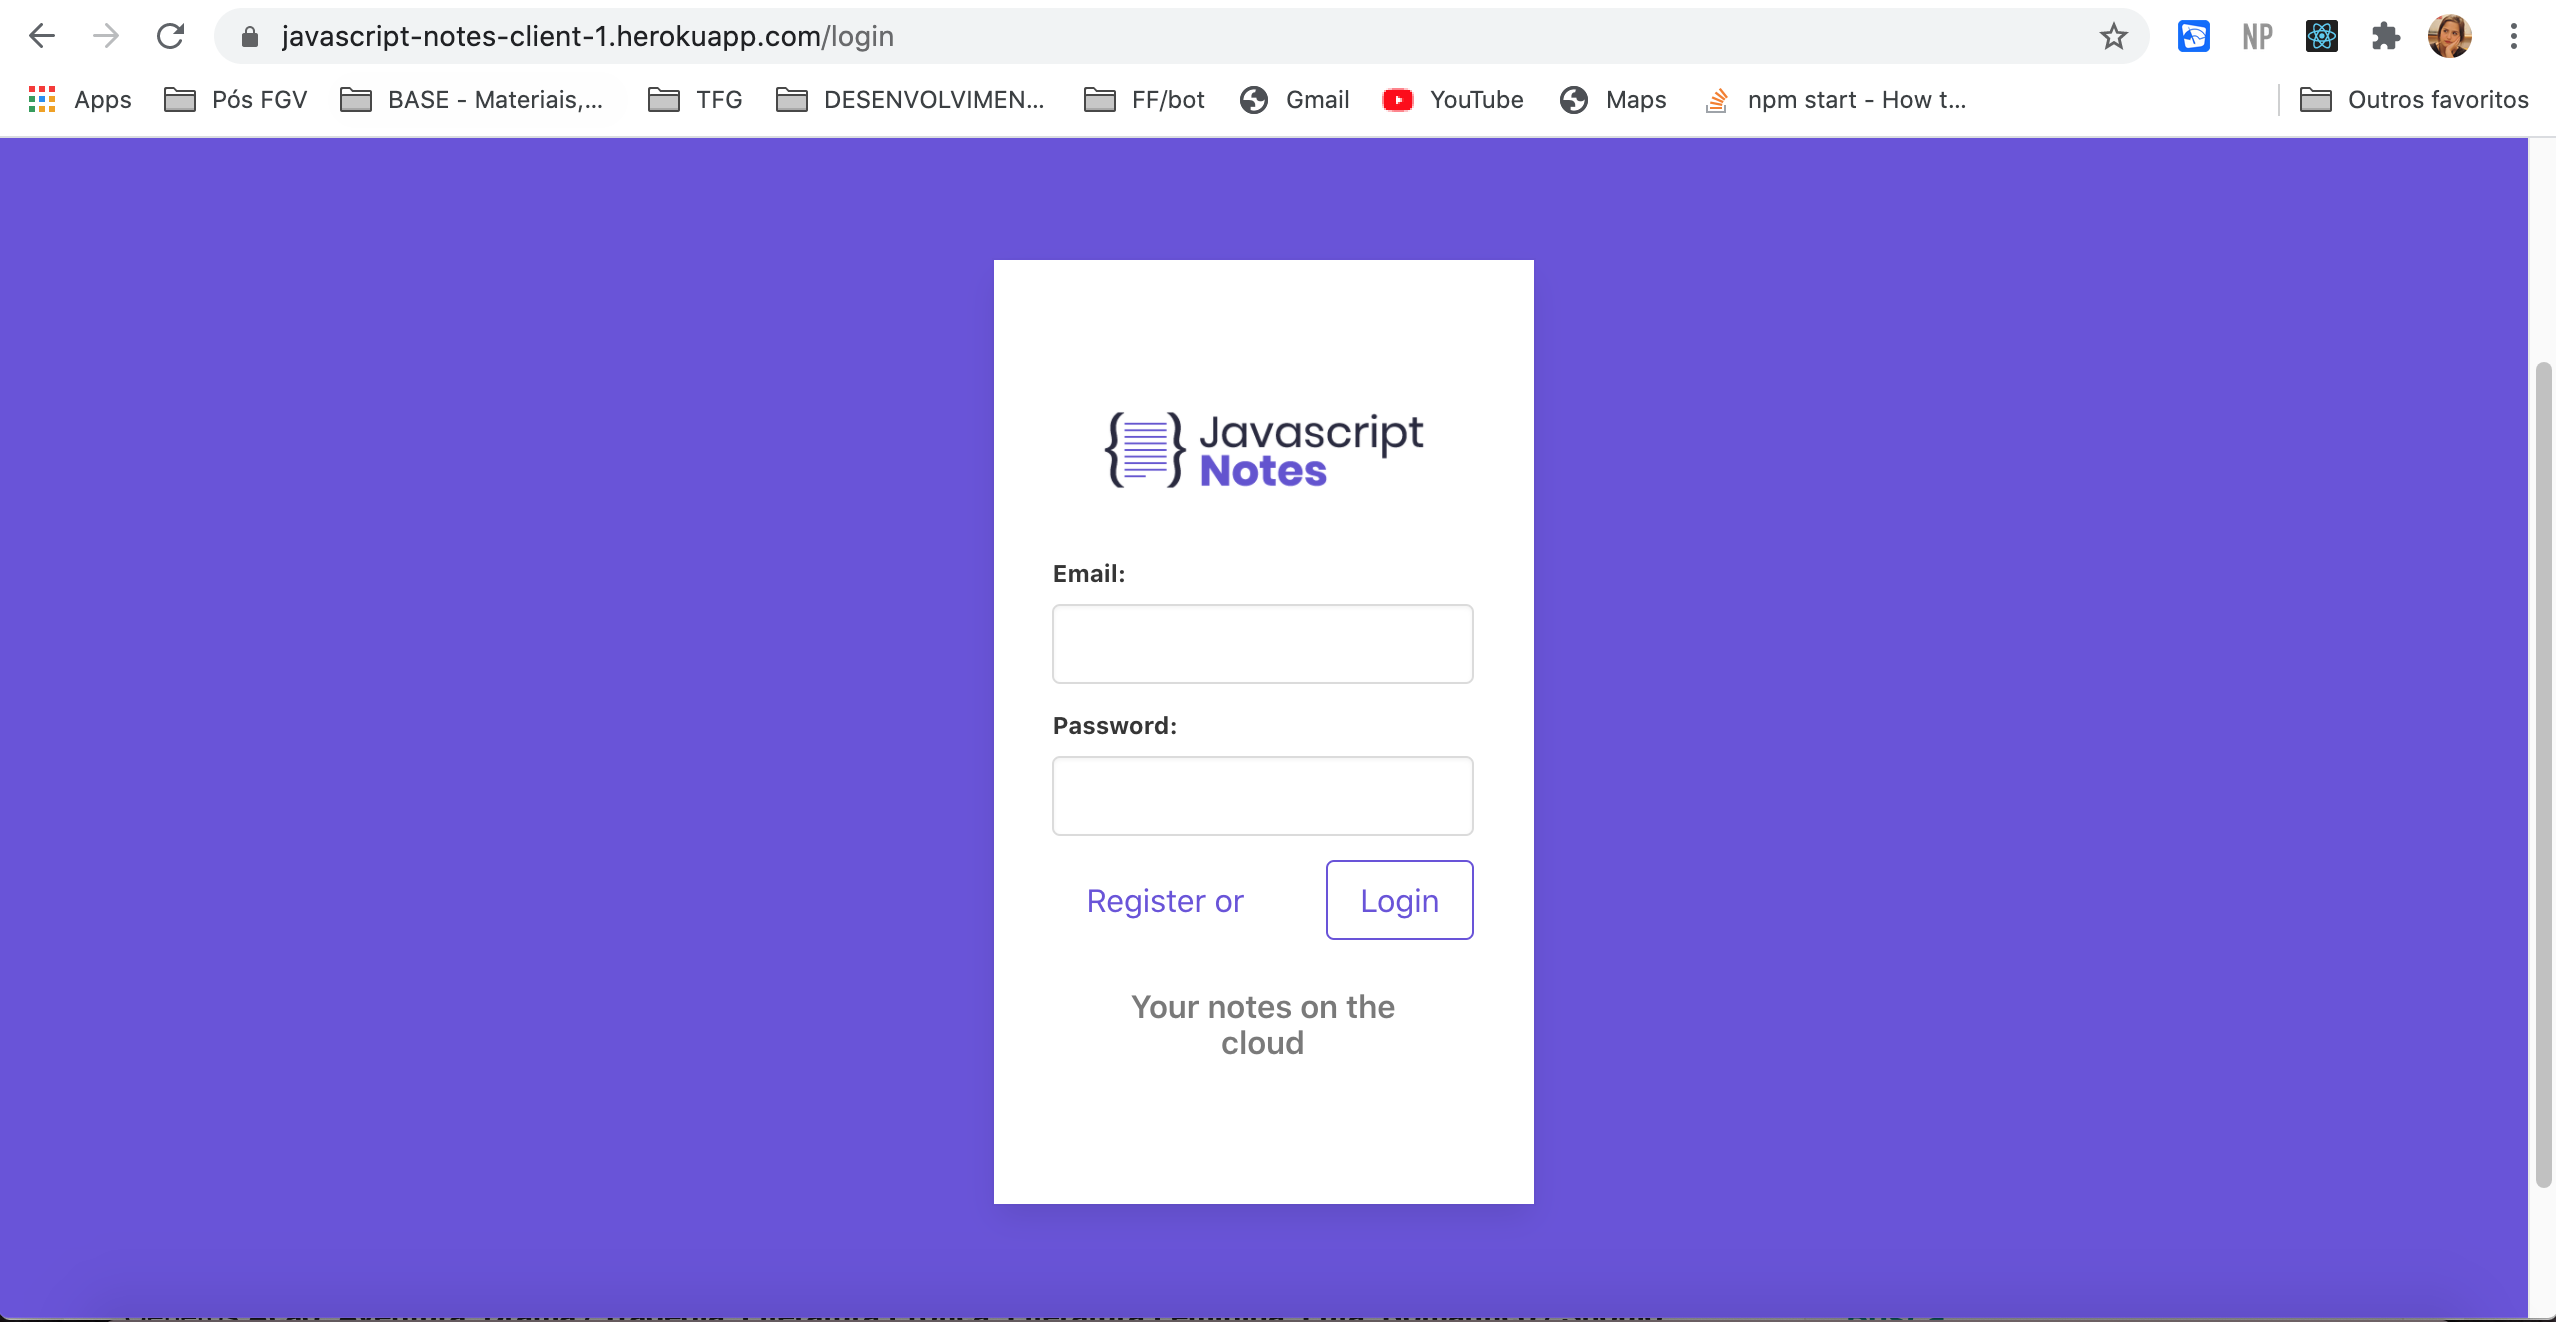 javascript-notes-client-1.herokuapp.com/login
NP
Apps Pós FGV BASE - Materiais,... TFG DESENVOLVIMEN... FF/bot Gmail YouTube Maps npm start - How t... Outros favoritos
Javascript
Notes
Email:
Password:
Register or Login
Your notes on the
cloud